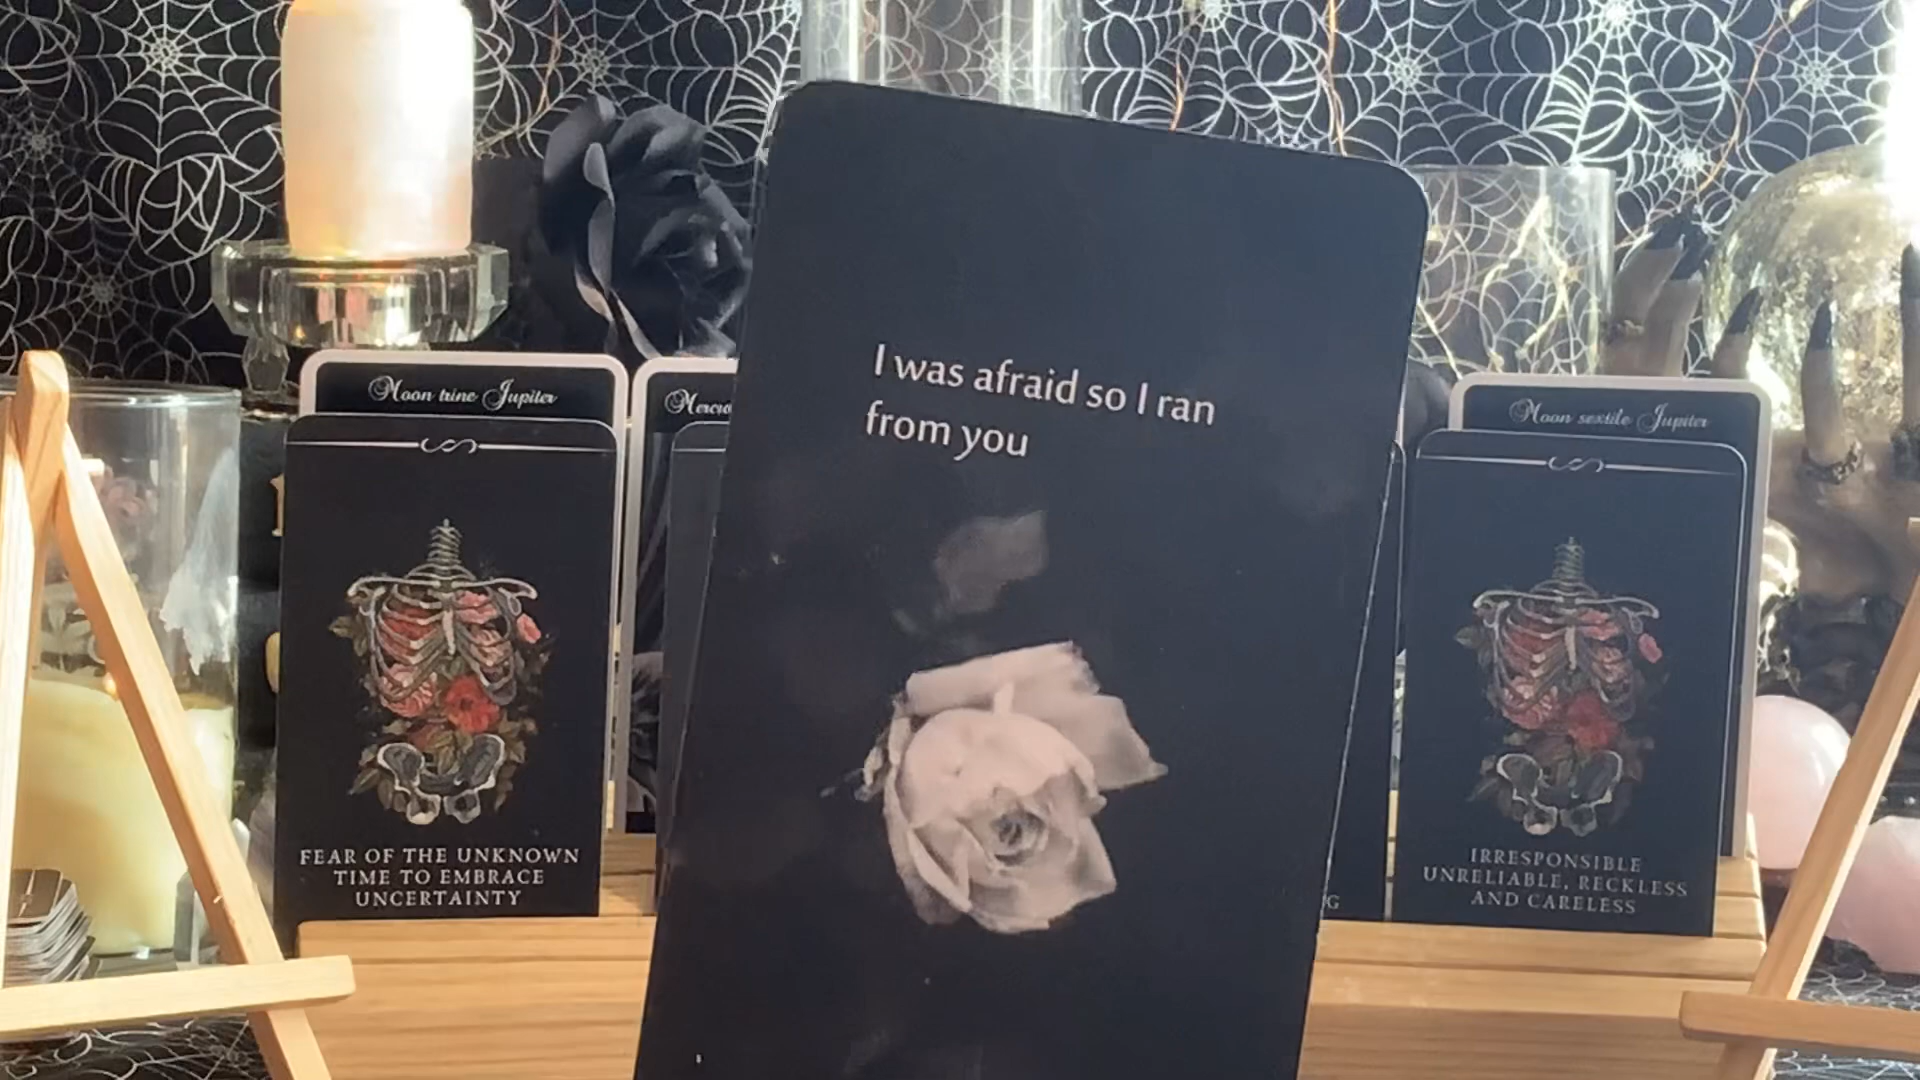 Moon trine Jupiter
FEAR OF THE UNKNOWN
TIME TO EMBRACE
UNCERTAINTY
I was afraid so I ran
from you
Moon sextile Jupiter
IRRESPONSIBLE
UNRELIABLE, RECKLESS
AND CARELESS